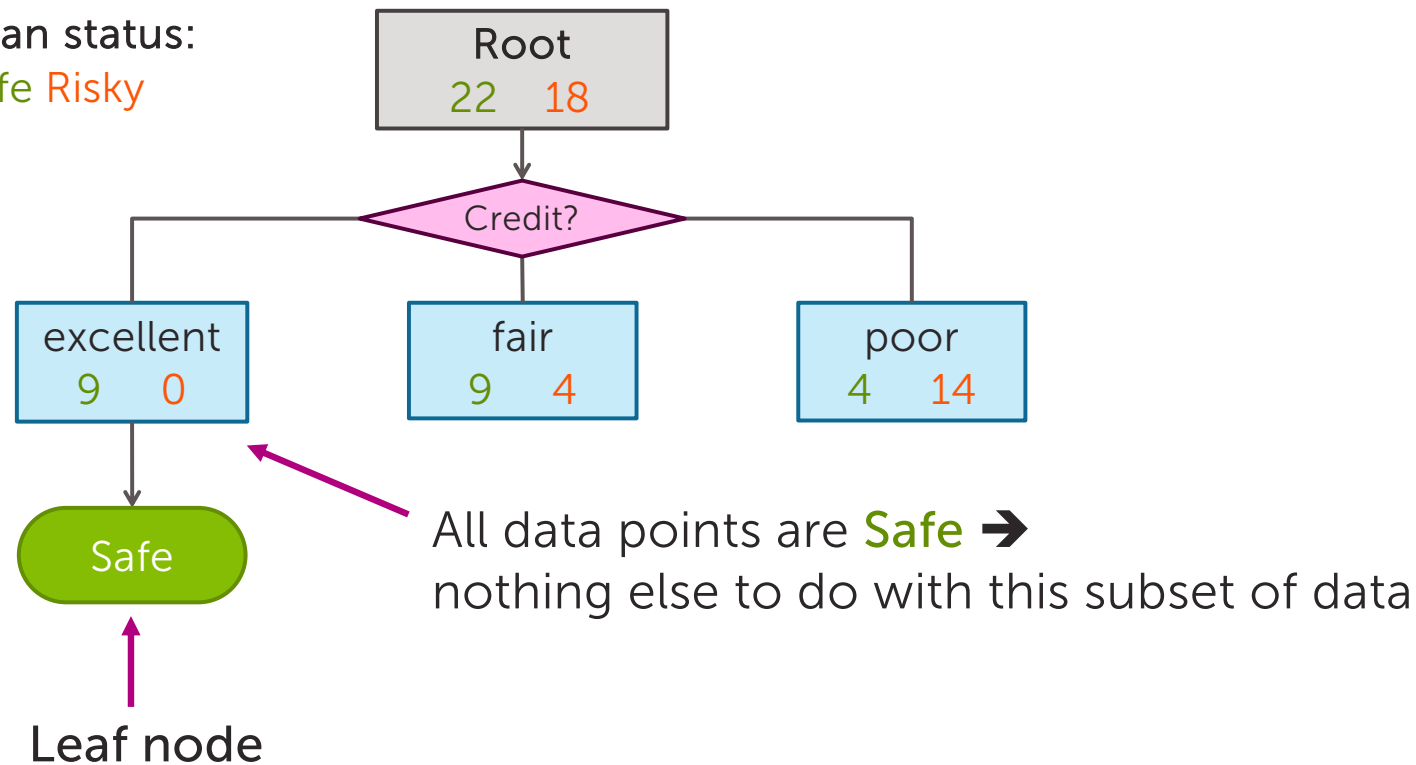 an status:
fe Risky
Root
22 18
Credit?
excellent
9 0
fair
9 4
poor
4 14
Safe
All data points are Safe ➔
nothing else to do with this subset of data
Leaf node